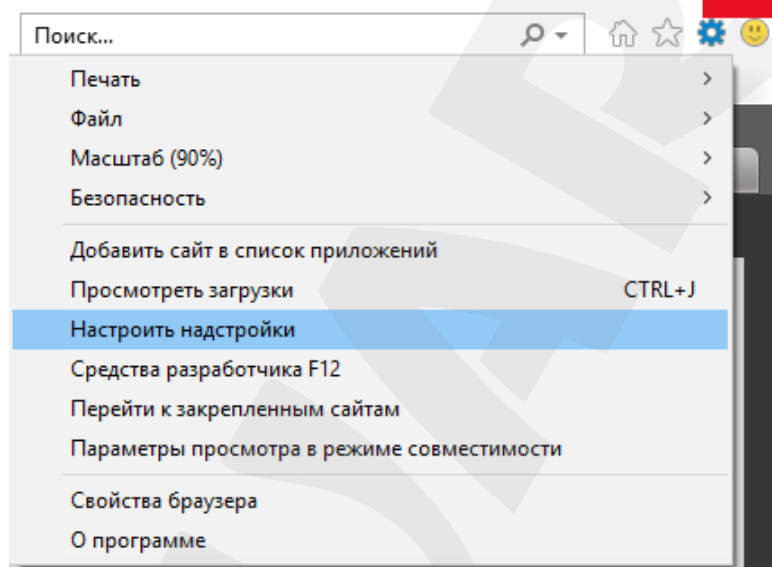 Поиск...
Печать
Файл
Масштаб (90%)
Безопасность
Добавить сайт в список приложений
Просмотреть загрузки CTRL+J
Настроить надстройки
Средства разработчика F12
Перейти к закрепленным сайтам
Параметры просмотра в режиме совместимости
Свойства браузера
О программе